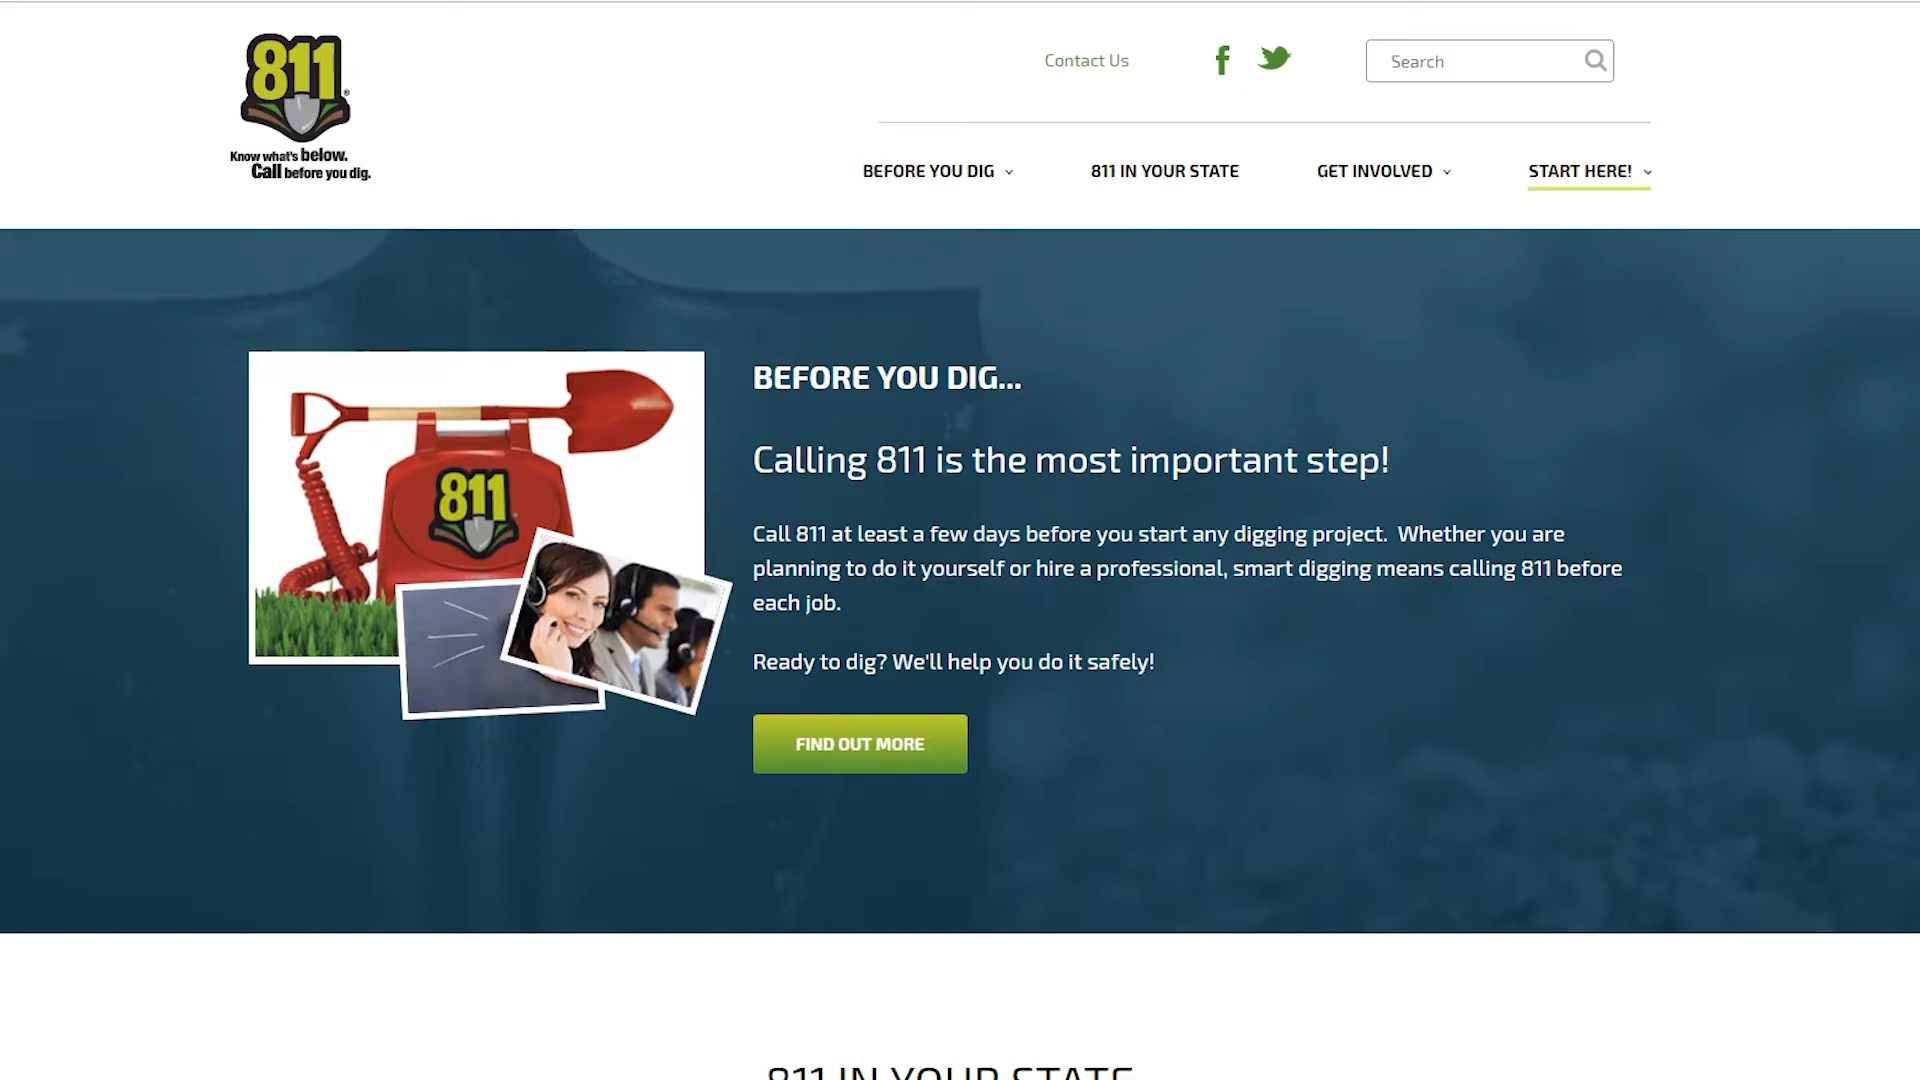 811
Know what's below.
Call before you dig.
Contact Us
Search
BEFORE YOU DIG
811 IN YOUR STATE
GET INVOLVED
START HERE!
811
BEFORE YOU DIG...
Calling 811 is the most important step!
Call 811 at least a few days before you start any digging project. Whether you are
planning to do it yourself or hire a professional, smart digging means calling 811 before
each job.
Ready to dig? We'll help you do it safely!
FIND OUT MORE
811 IN YOUR STATE